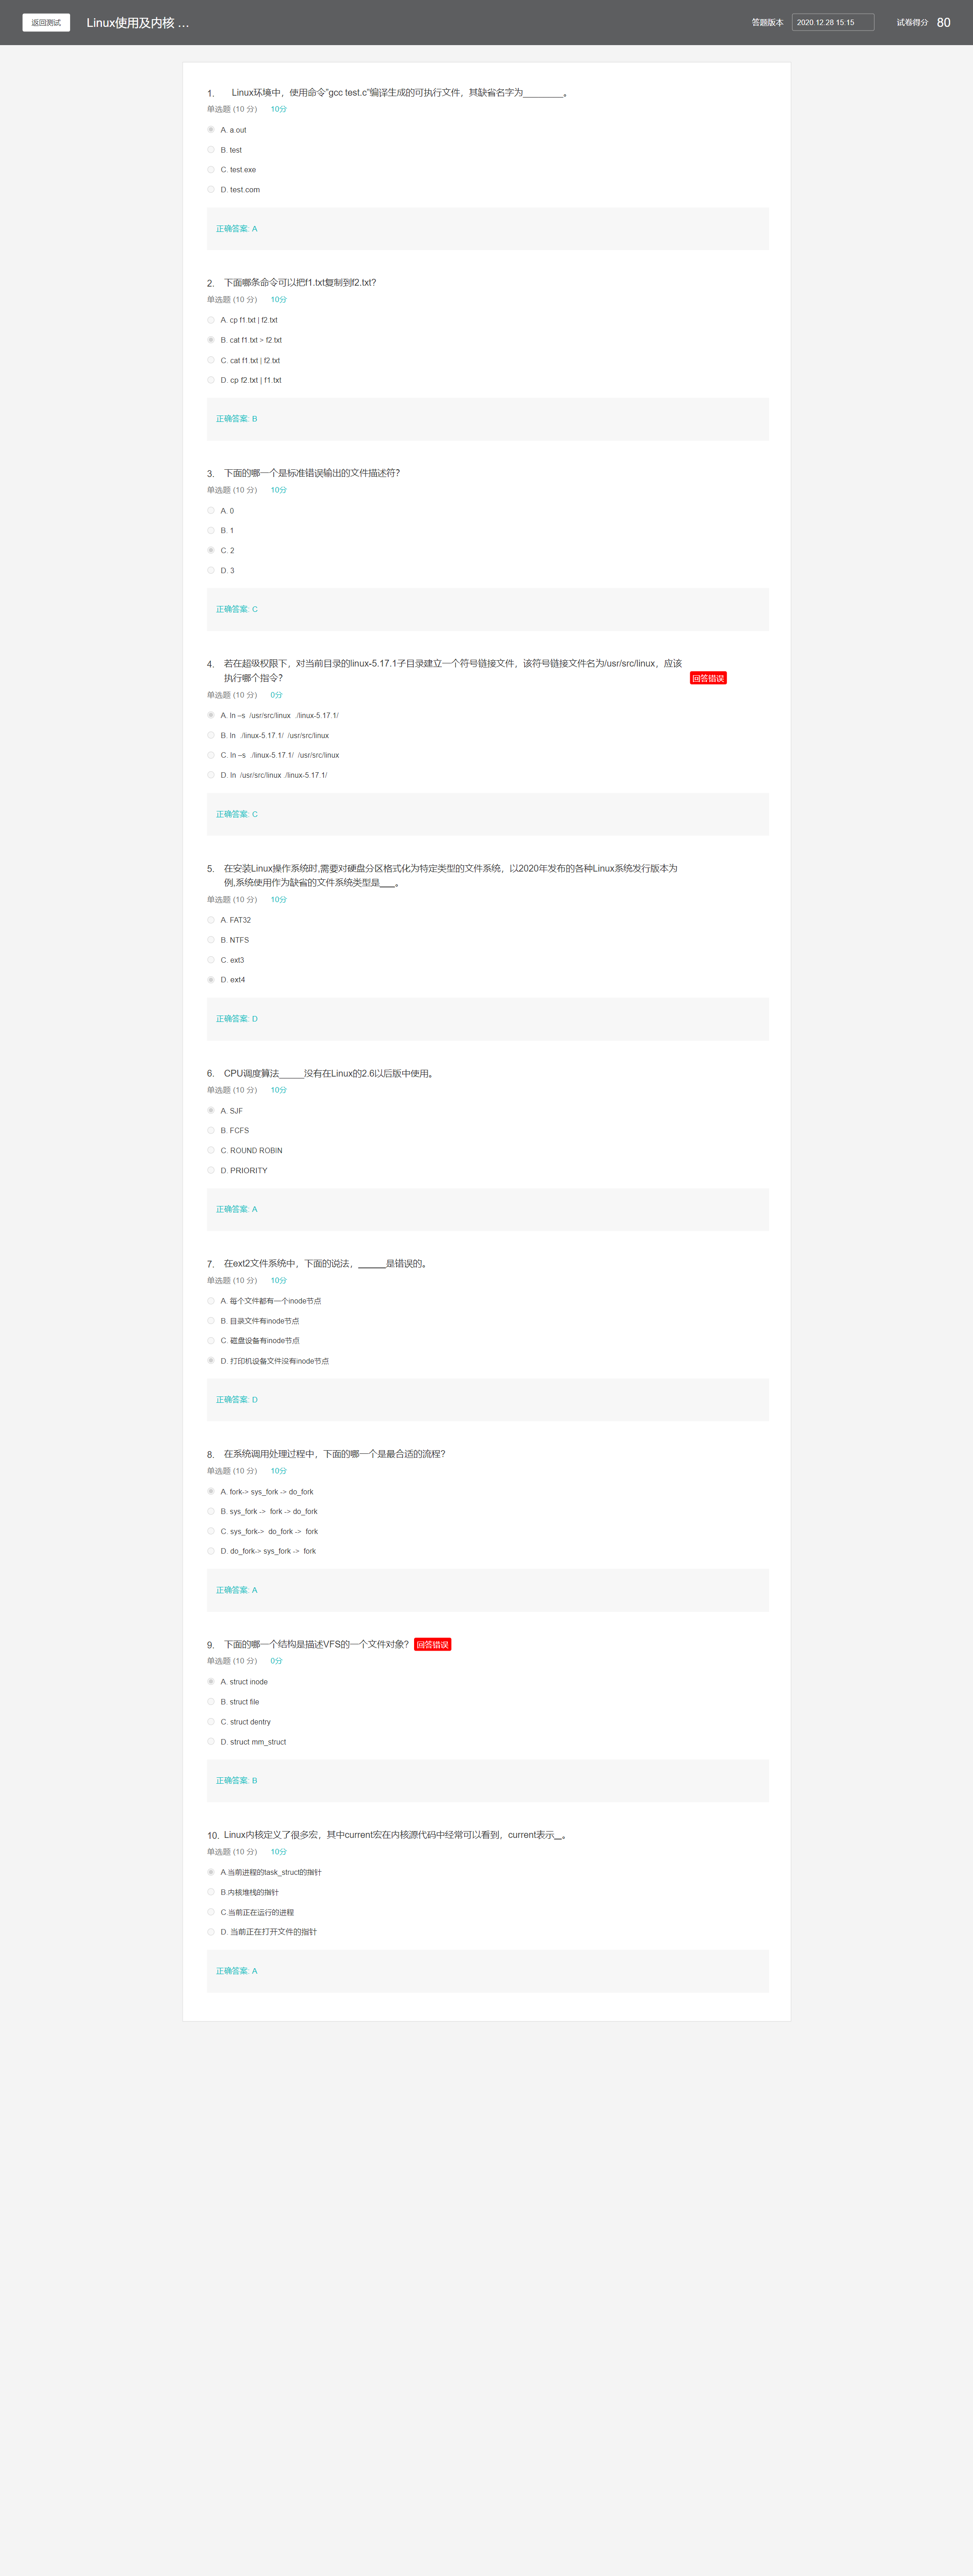 返回测试 Linux使用及内核 ... 答题版本 2020.12.28 15:15 试卷得分 80
1. Linux环境中，使用命令“gcc test.c”编译生成的可执行文件，其缺省名字为________。
单选题 (10 分) 10分
A. a.out
B. test
C. test.exe
D. test.com
正确答案: A
2. 下面哪条命令可以把f1.txt复制到f2.txt?
单选题 (10 分) 10分
A. cp f1.txt | f2.txt
B. cat f1.txt > f2.txt
C. cat f1.txt | f2.txt
D. cp f2.txt | f1.txt
正确答案: B
3. 下面的哪一个是标准错误输出的文件描述符?
单选题 (10 分) 10分
A. 0
B. 1
C. 2
D. 3
正确答案: C
4. 若在超级权限下，对当前目录的linux-5.17.1子目录建立一个符号链接文件，该符号链接文件名为/usr/src/linux，应该
执行哪个指令? 回答错误
单选题 (10 分) 0分
A. ln –s /usr/src/linux ./linux-5.17.1/
B. ln ./linux-5.17.1/ /usr/src/linux
C. ln –s ./linux-5.17.1/ /usr/src/linux
D. ln /usr/src/linux ./linux-5.17.1/
正确答案: C
5. 在安装Linux操作系统时,需要对硬盘分区格式化为特定类型的文件系统，以2020年发布的各种Linux系统发行版本为
例,系统使用作为缺省的文件系统类型是___。
单选题 (10 分) 10分
A. FAT32
B. NTFS
C. ext3
D. ext4
正确答案: D
6. CPU调度算法_____没有在Linux的2.6以后版中使用。
单选题 (10 分) 10分
A. SJF
B. FCFS
C. ROUND ROBIN
D. PRIORITY
正确答案: A
7. 在ext2文件系统中，下面的说法，______是错误的。
单选题 (10 分) 10分
A. 每个文件都有一个inode节点
B. 目录文件有inode节点
C. 磁盘设备有inode节点
D. 打印机设备文件没有inode节点
正确答案: D
8. 在系统调用处理过程中，下面的哪一个是最合适的流程?
单选题 (10 分) 10分
A. fork-> sys_fork -> do_fork
B. sys_fork -> fork -> do_fork
C. sys_fork-> do_fork -> fork
D. do_fork-> sys_fork -> fork
正确答案: A
9. 下面的哪一个结构是描述VFS的一个文件对象? 回答错误
单选题 (10 分) 0分
A. struct inode
B. struct file
C. struct dentry
D. struct mm_struct
正确答案: B
10. Linux内核定义了很多宏，其中current宏在内核源代码中经常可以看到，current表示__。
单选题 (10 分) 10分
A.当前进程的task_struct的指针
B.内核堆栈的指针
C.当前正在运行的进程
D. 当前正在打开文件的指针
正确答案: A